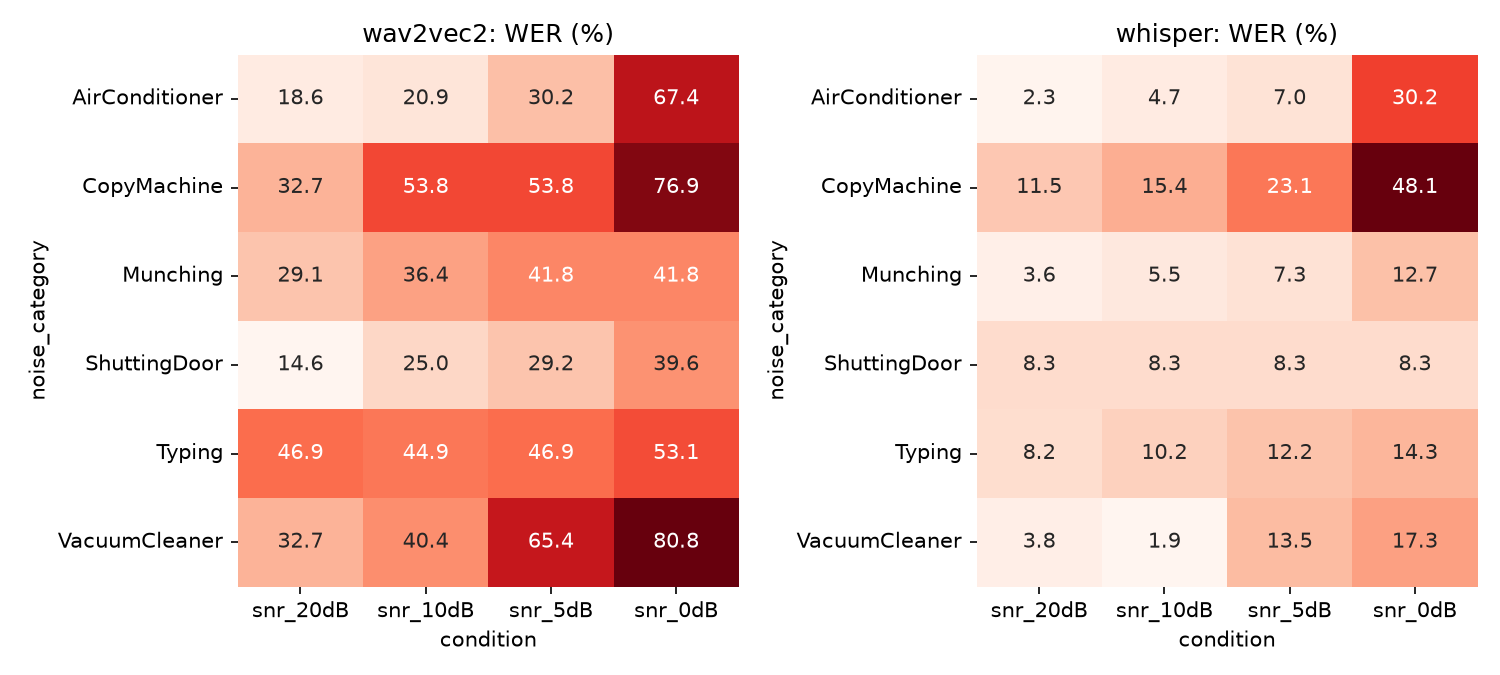 wav2vec2: WER (%)
noise_category
AirConditioner 18.6 20.9 30.2 67.4
CopyMachine 32.7 53.8 53.8 76.9
Munching 29.1 36.4 41.8 41.8
ShuttingDoor 14.6 25.0 29.2 39.6
Typing 46.9 44.9 46.9 53.1
VacuumCleaner 32.7 40.4 65.4 80.8
snr_20dB snr_10dB snr_5dB snr_0dB
condition
whisper: WER (%)
noise_category
AirConditioner 2.3 4.7 7.0 30.2
CopyMachine 11.5 15.4 23.1 48.1
Munching 3.6 5.5 7.3 12.7
ShuttingDoor 8.3 8.3 8.3 8.3
Typing 8.2 10.2 12.2 14.3
VacuumCleaner 3.8 1.9 13.5 17.3
snr_20dB snr_10dB snr_5dB snr_0dB
condition